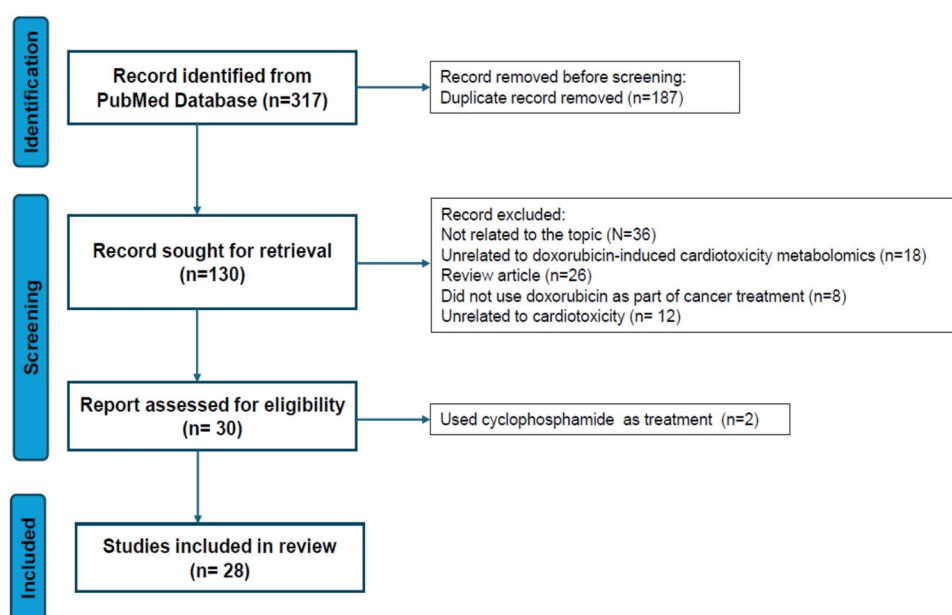 Identification
Record identified from
PubMed Database (n=317)
Record removed before screening:
Duplicate record removed (n=187)
Screening
Record sought for retrieval
(n=130)
Record excluded:
Not related to the topic (N=36)
Unrelated to doxorubicin-induced cardiotoxicity metabolomics (n=18)
Review article (n=26)
Did not use doxorubicin as part of cancer treatment (n=8)
Unrelated to cardiotoxicity (n= 12)
Report assessed for eligibility
(n= 30)
Used cyclophosphamide as treatment (n=2)
Included
Studies included in review
(n= 28)